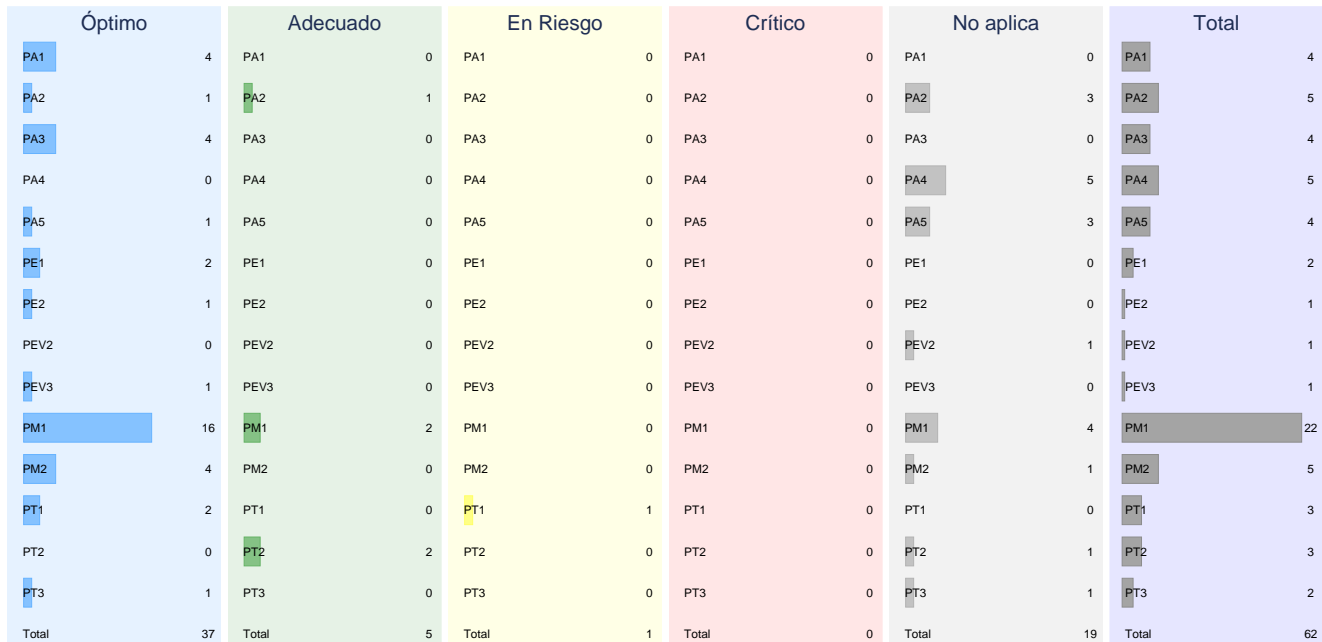 Óptimo Adecuado En Riesgo Crítico No aplica Total
PA1 4 PA1 0 PA1 0 PA1 0 PA1 0 PA1 4
PA2 1 PA2 1 PA2 0 PA2 0 PA2 3 PA2 5
PA3 4 PA3 0 PA3 0 PA3 0 PA3 0 PA3 4
PA4 0 PA4 0 PA4 0 PA4 0 PA4 5 PA4 5
PA5 1 PA5 0 PA5 0 PA5 0 PA5 3 PA5 4
PE1 2 PE1 0 PE1 0 PE1 0 PE1 0 PE1 2
PE2 1 PE2 0 PE2 0 PE2 0 PE2 0 PE2 1
PEV2 0 PEV2 0 PEV2 0 PEV2 0 PEV2 1 PEV2 1
PEV3 1 PEV3 0 PEV3 0 PEV3 0 PEV3 0 PEV3 1
PM1 16 PM1 2 PM1 0 PM1 0 PM1 4 PM1 22
PM2 4 PM2 0 PM2 0 PM2 0 PM2 1 PM2 5
PT1 2 PT1 0 PT1 1 PT1 0 PT1 0 PT1 3
PT2 0 PT2 2 PT2 0 PT2 0 PT2 1 PT2 3
PT3 1 PT3 0 PT3 0 PT3 0 PT3 1 PT3 2
Total 37 Total 5 Total 1 Total 0 Total 19 Total 62